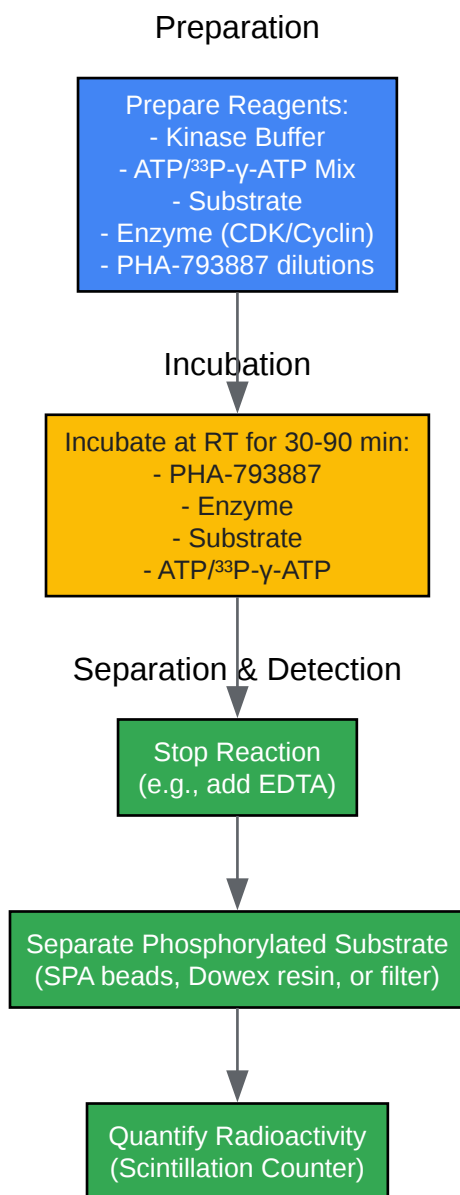 Preparation
Prepare Reagents:
- Kinase Buffer
- ATP/³³P-γ-ATP Mix
- Substrate
- Enzyme (CDK/Cyclin)
- PHA-793887 dilutions
Incubation
Incubate at RT for 30-90 min:
- PHA-793887
- Enzyme
- Substrate
- ATP/³³P-γ-ATP
Separation & Detection
Stop Reaction
(e.g., add EDTA)
Separate Phosphorylated Substrate
(SPA beads, Dowex resin, or filter)
Quantify Radioactivity
(Scintillation Counter)